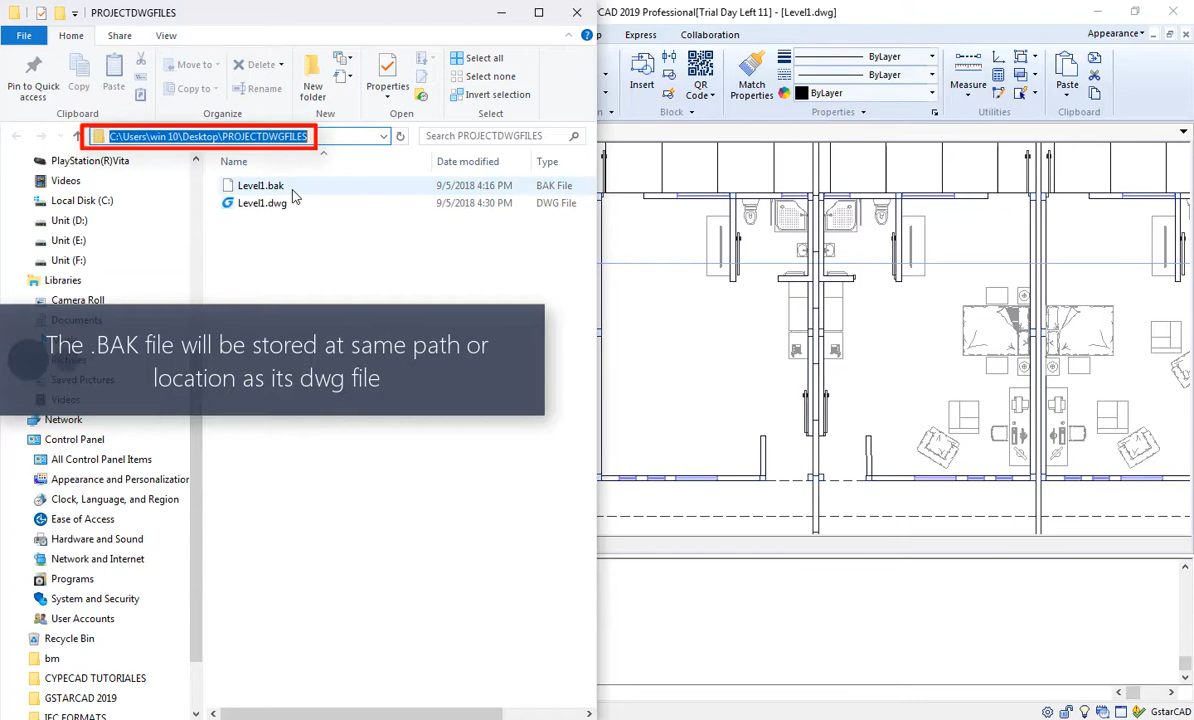 PROJECTDWGFILES
File Home Share View
Pin to Quick access
Copy
Paste
Move to
Copy to
Delete
Rename
New folder
Properties
Select all
Select none
Invert selection
Clipboard Organize New Open Select
C:\Users\win 10\Desktop\PROJECTDWGFILES
Search PROJECTDWGFILES
Name Date modified Type
Level1.bak 9/5/2018 4:16 PM BAK File
Level1.dwg 9/5/2018 4:30 PM DWG File
PlayStation(R)Vita
Videos
Local Disk (C:)
Unit (D:)
Unit (E:)
Unit (F:)
Libraries
Camera Roll
Documents
Pictures
Saved Pictures
Videos
The .BAK file will be stored at same path or
location as its dwg file
Network
Control Panel
All Control Panel Items
Appearance and Personalization
Clock, Language, and Region
Ease of Access
Hardware and Sound
Network and Internet
Programs
System and Security
User Accounts
Recycle Bin
bm
CYPECAD TUTORIALES
GSTARCAD 2019
IFC FORMATS
PCAD 2019 Professional[Trial Day Left 11] - [Level1.dwg]
Express Collaboration
Appearance
Insert
QR Code
Match Properties
ByLayer
ByLayer
ByLayer
Measure
Paste
Block Properties
GstarCAD